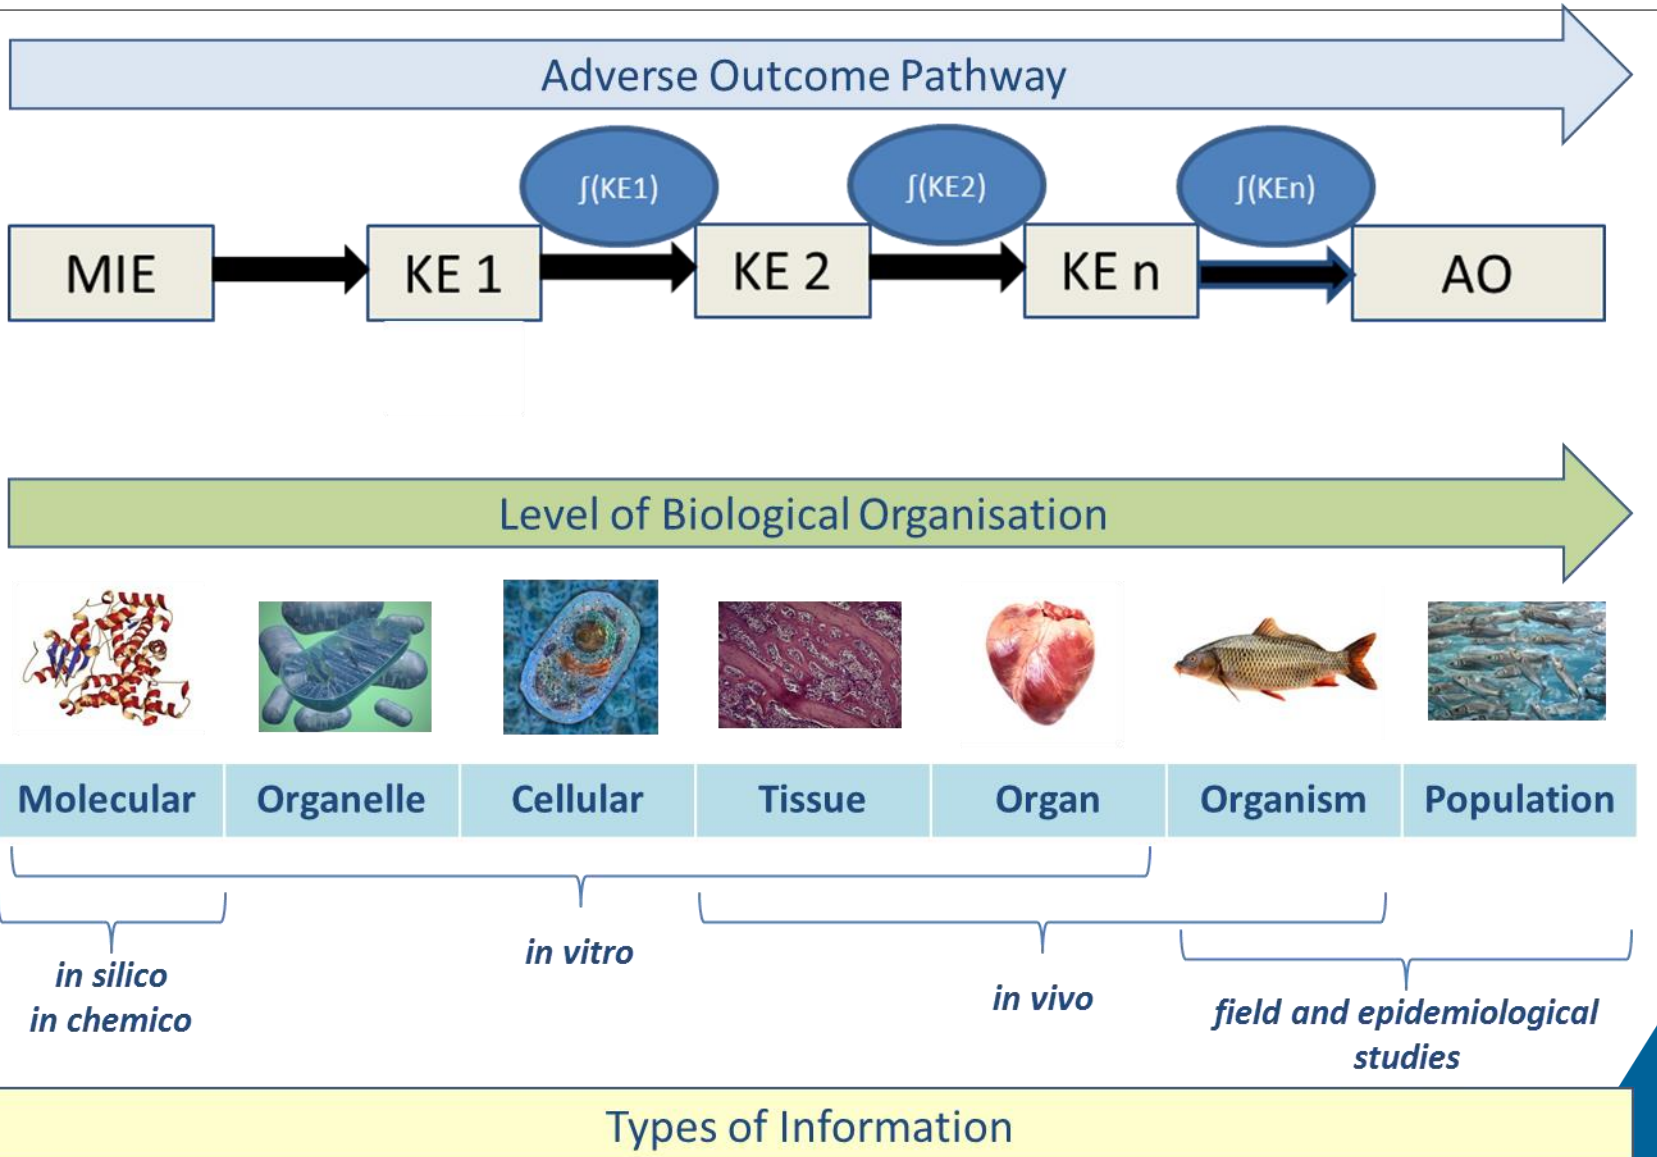 Adverse Outcome Pathway
∫(KE1)
∫(KE2)
∫(KEn)
MIE
KE 1
KE 2
KE n
AO
Level of Biological Organisation
Molecular
Organelle
Cellular
Tissue
Organ
Organism
Population
in silico
in chemico
in vitro
in vivo
field and epidemiological
studies
Types of Information